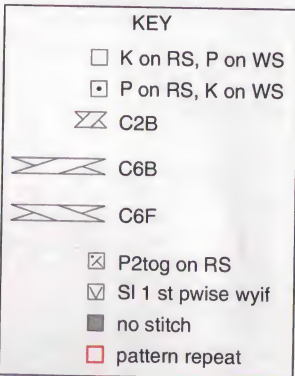 KEY
K on RS, P on WS
P on RS, K on WS
C2B
C6B
C6F
P2tog on RS
Sl 1 st pwise wyif
no stitch
pattern repeat